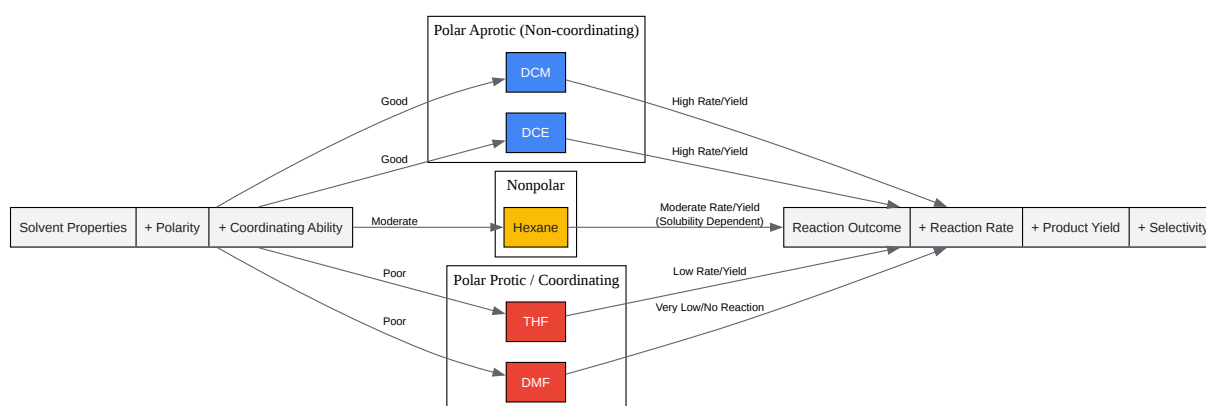 Polar Aprotic (Non-coordinating)
DCM
Good
High Rate/Yield
DCE
Good
High Rate/Yield
Nonpolar
Solvent Properties
+ Polarity
+ Coordinating Ability
Moderate
Hexane
Moderate Rate/Yield
(Solubility Dependent)
Reaction Outcome
+ Reaction Rate
+ Product Yield
+ Selectivity
Polar Protic / Coordinating
Poor
THF
Low Rate/Yield
Poor
Very Low/No Reaction
DMF